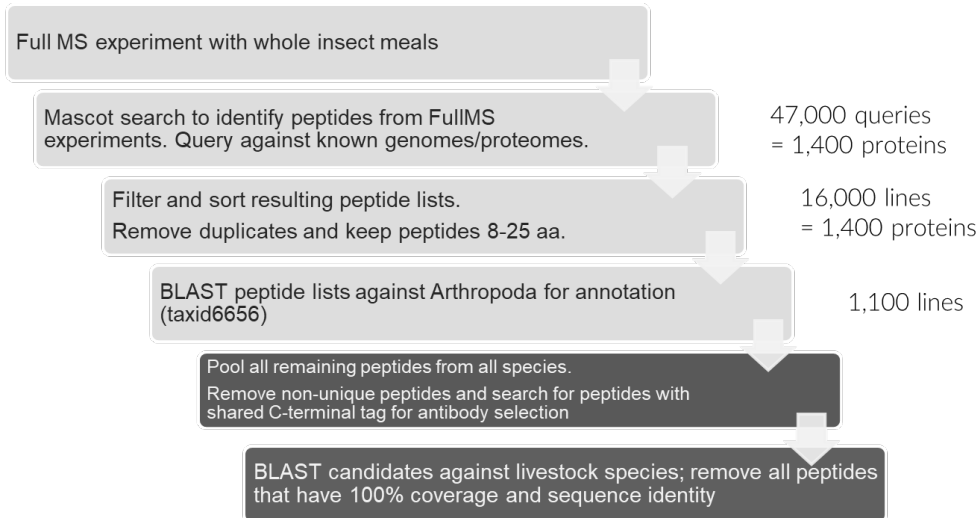 Full MS experiment with whole insect meals
Mascot search to identify peptides from FullMS
experiments. Query against known genomes/proteomes.
47,000 queries
= 1,400 proteins
Filter and sort resulting peptide lists.
Remove duplicates and keep peptides 8-25 aa.
16,000 lines
= 1,400 proteins
BLAST peptide lists against Arthropoda for annotation
(taxid6656)
1,100 lines
Pool all remaining peptides from all species.
Remove non-unique peptides and search for peptides with
shared C-terminal tag for antibody selection
BLAST candidates against livestock species; remove all peptides
that have 100% coverage and sequence identity